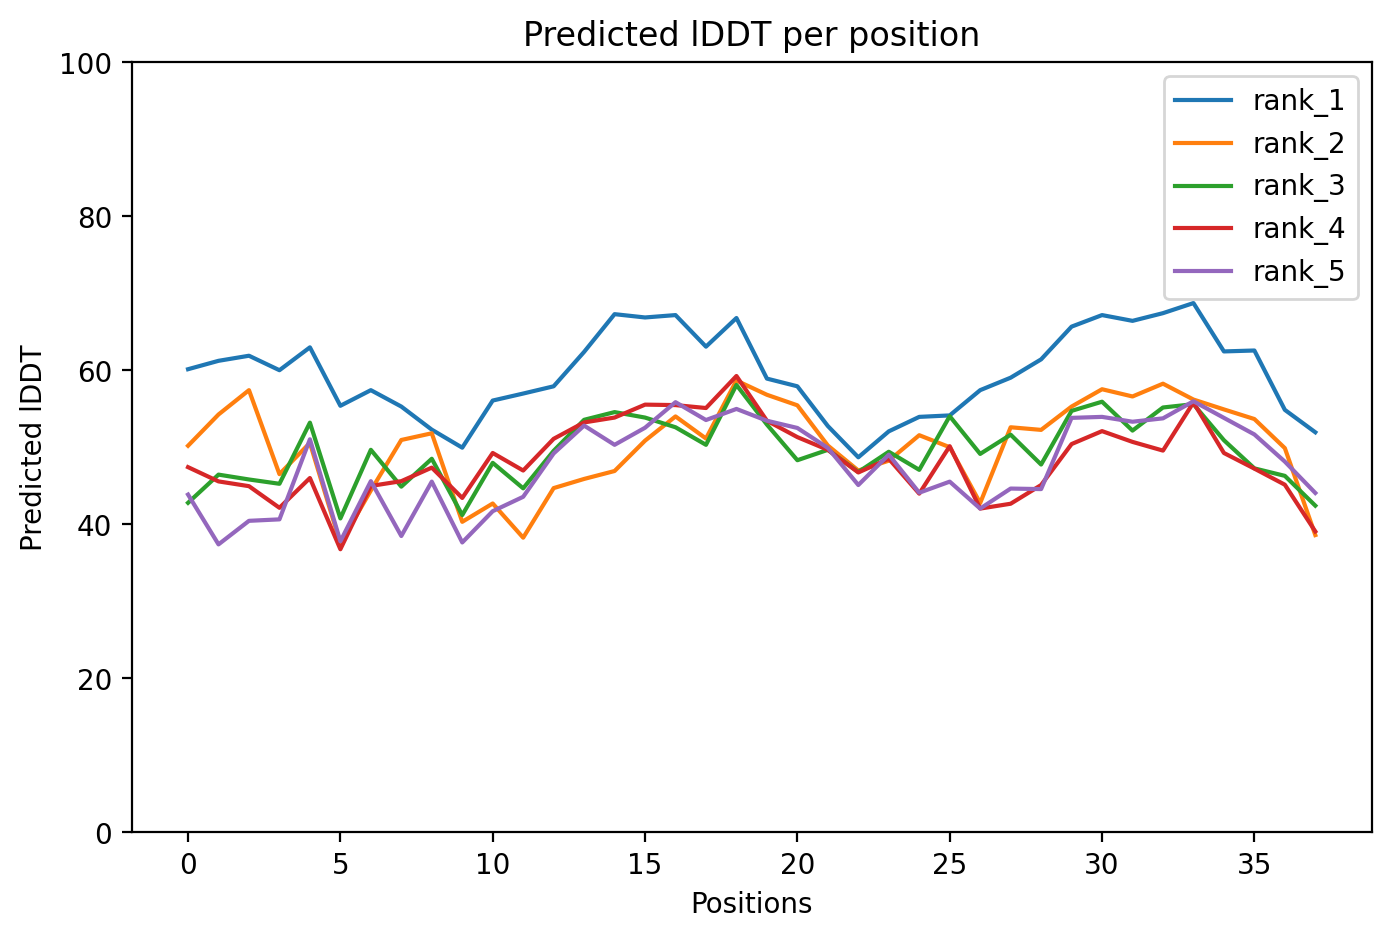 Predicted lDDT per position
100
80
60
40
20
0
Predicted lDDT
0 5 10 15 20 25 30 35
Positions
rank_1
rank_2
rank_3
rank_4
rank_5